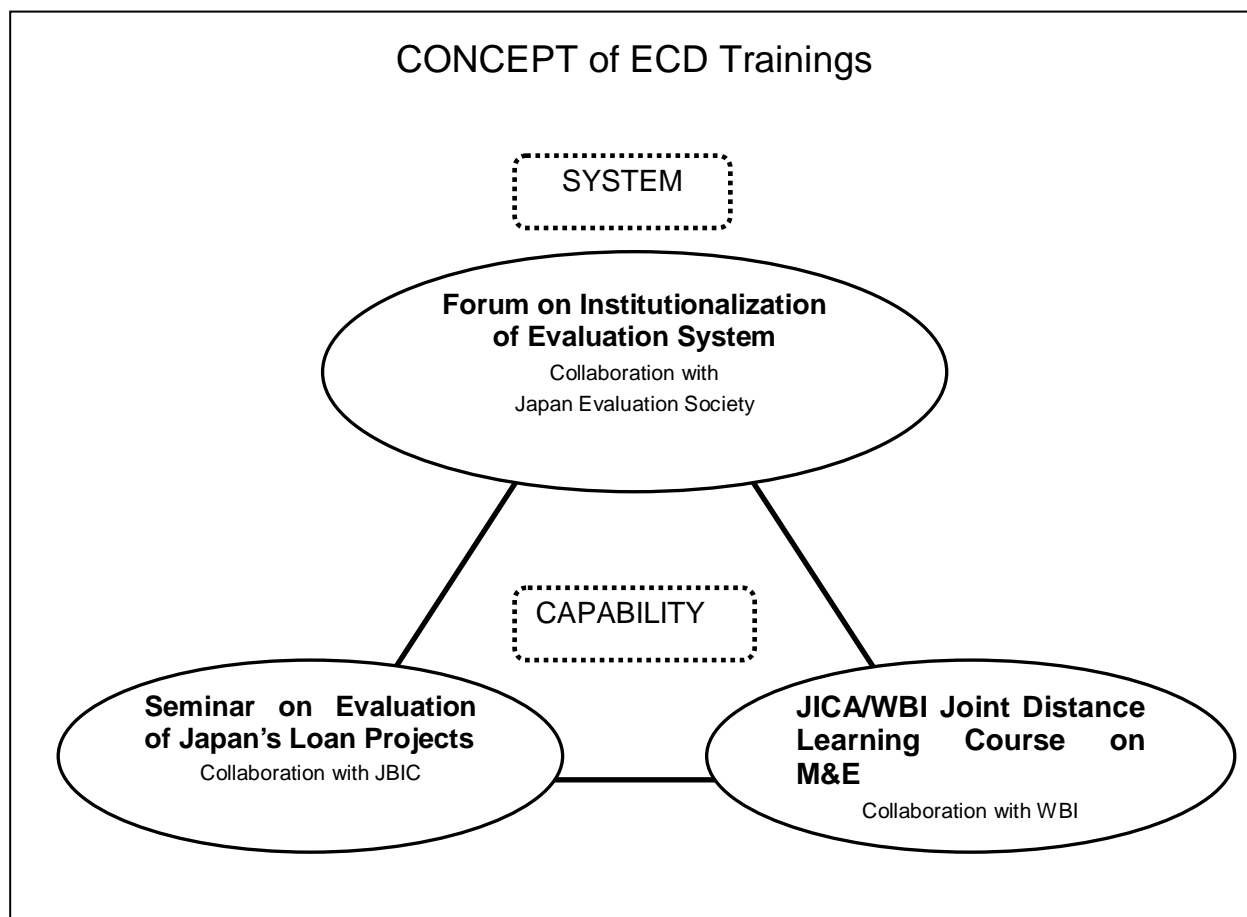 CONCEPT of ECD Trainings
SYSTEM
Forum on Institutionalization
of Evaluation System
Collaboration with
Japan Evaluation Society
CAPABILITY
Seminar on Evaluation
of Japan’s Loan Projects
Collaboration with JBIC
JICA/WBI Joint Distance
Learning Course on
M&E
Collaboration with WBI